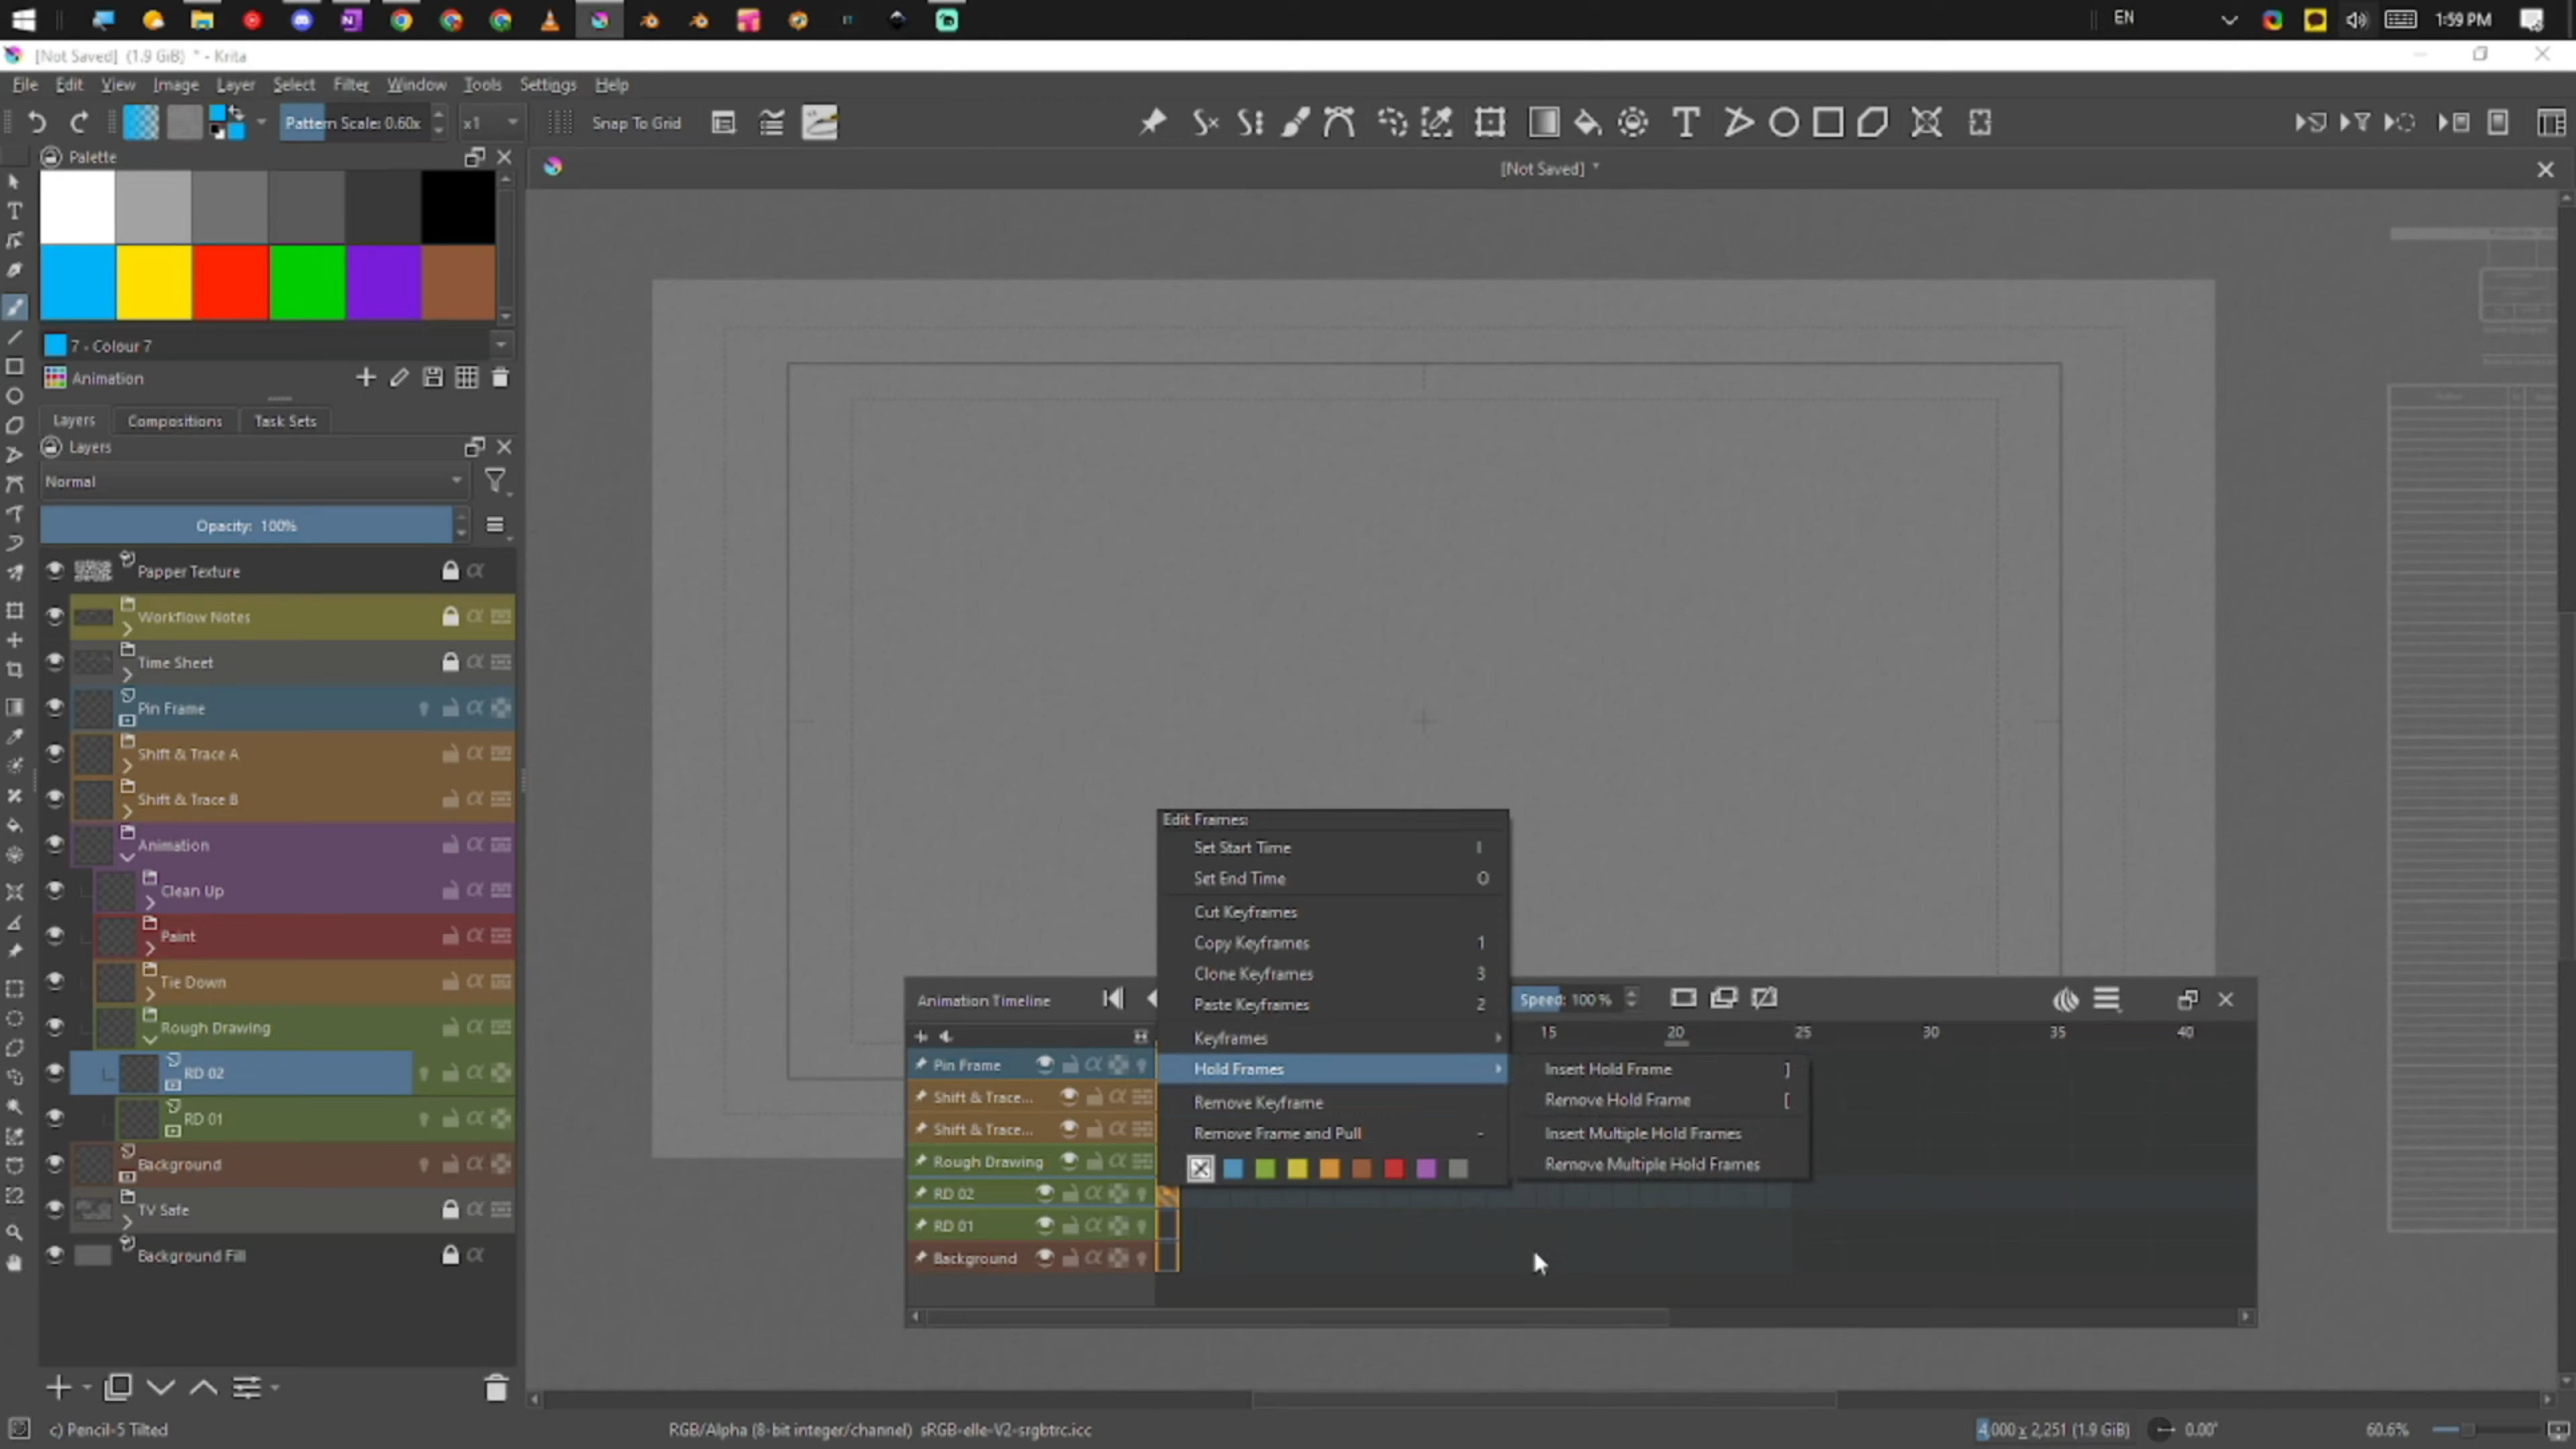 EN
1:59 PM
[Not Saved] (1.9 GiB) * - Krita
File Edit View Image Layer Select Filter Window Tools Settings Help
Pattern Scale: 0.60x
x1
Snap To Grid
Palette
[Not Saved] *
7 - Colour 7
Animation
Layers Compositions Task Sets
Layers
Normal
Opacity: 100%
Papper Texture
Workflow Notes
Time Sheet
Pin Frame
Shift & Trace A
Shift & Trace B
Animation
Clean Up
Paint
Tie Down
Rough Drawing
RD 02
RD 01
Background
TV Safe
Background Fill
Edit Frames:
Set Start Time I
Set End Time O
Cut Keyframes
Copy Keyframes 1
Clone Keyframes 3
Paste Keyframes 2
Keyframes
Hold Frames
Remove Keyframe
Remove Frame and Pull -
Insert Hold Frame ]
Remove Hold Frame [
Insert Multiple Hold Frames
Remove Multiple Hold Frames
Animation Timeline
Speed: 100 %
15 20 25 30 35 40
Pin Frame
Shift & Trace...
Shift & Trace...
Rough Drawing
RD 02
RD 01
Background
c) Pencil-5 Tilted
RGB/Alpha (8-bit integer/channel) sRGB-elle-V2-srgbtrc.icc
4,000 x 2,251 (1.9 GiB)
0.00°
60.6%